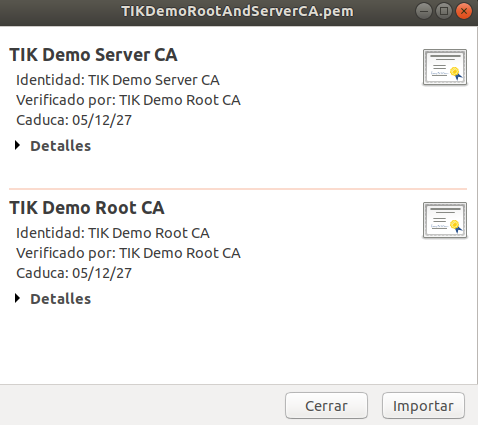 TIKDemoRootAndServerCA.pem
TIK Demo Server CA
Identidad: TIK Demo Server CA
Verificado por: TIK Demo Root CA
Caduca: 05/12/27
Detalles
TIK Demo Root CA
Identidad: TIK Demo Root CA
Verificado por: TIK Demo Root CA
Caduca: 05/12/27
Detalles
Cerrar
Importar